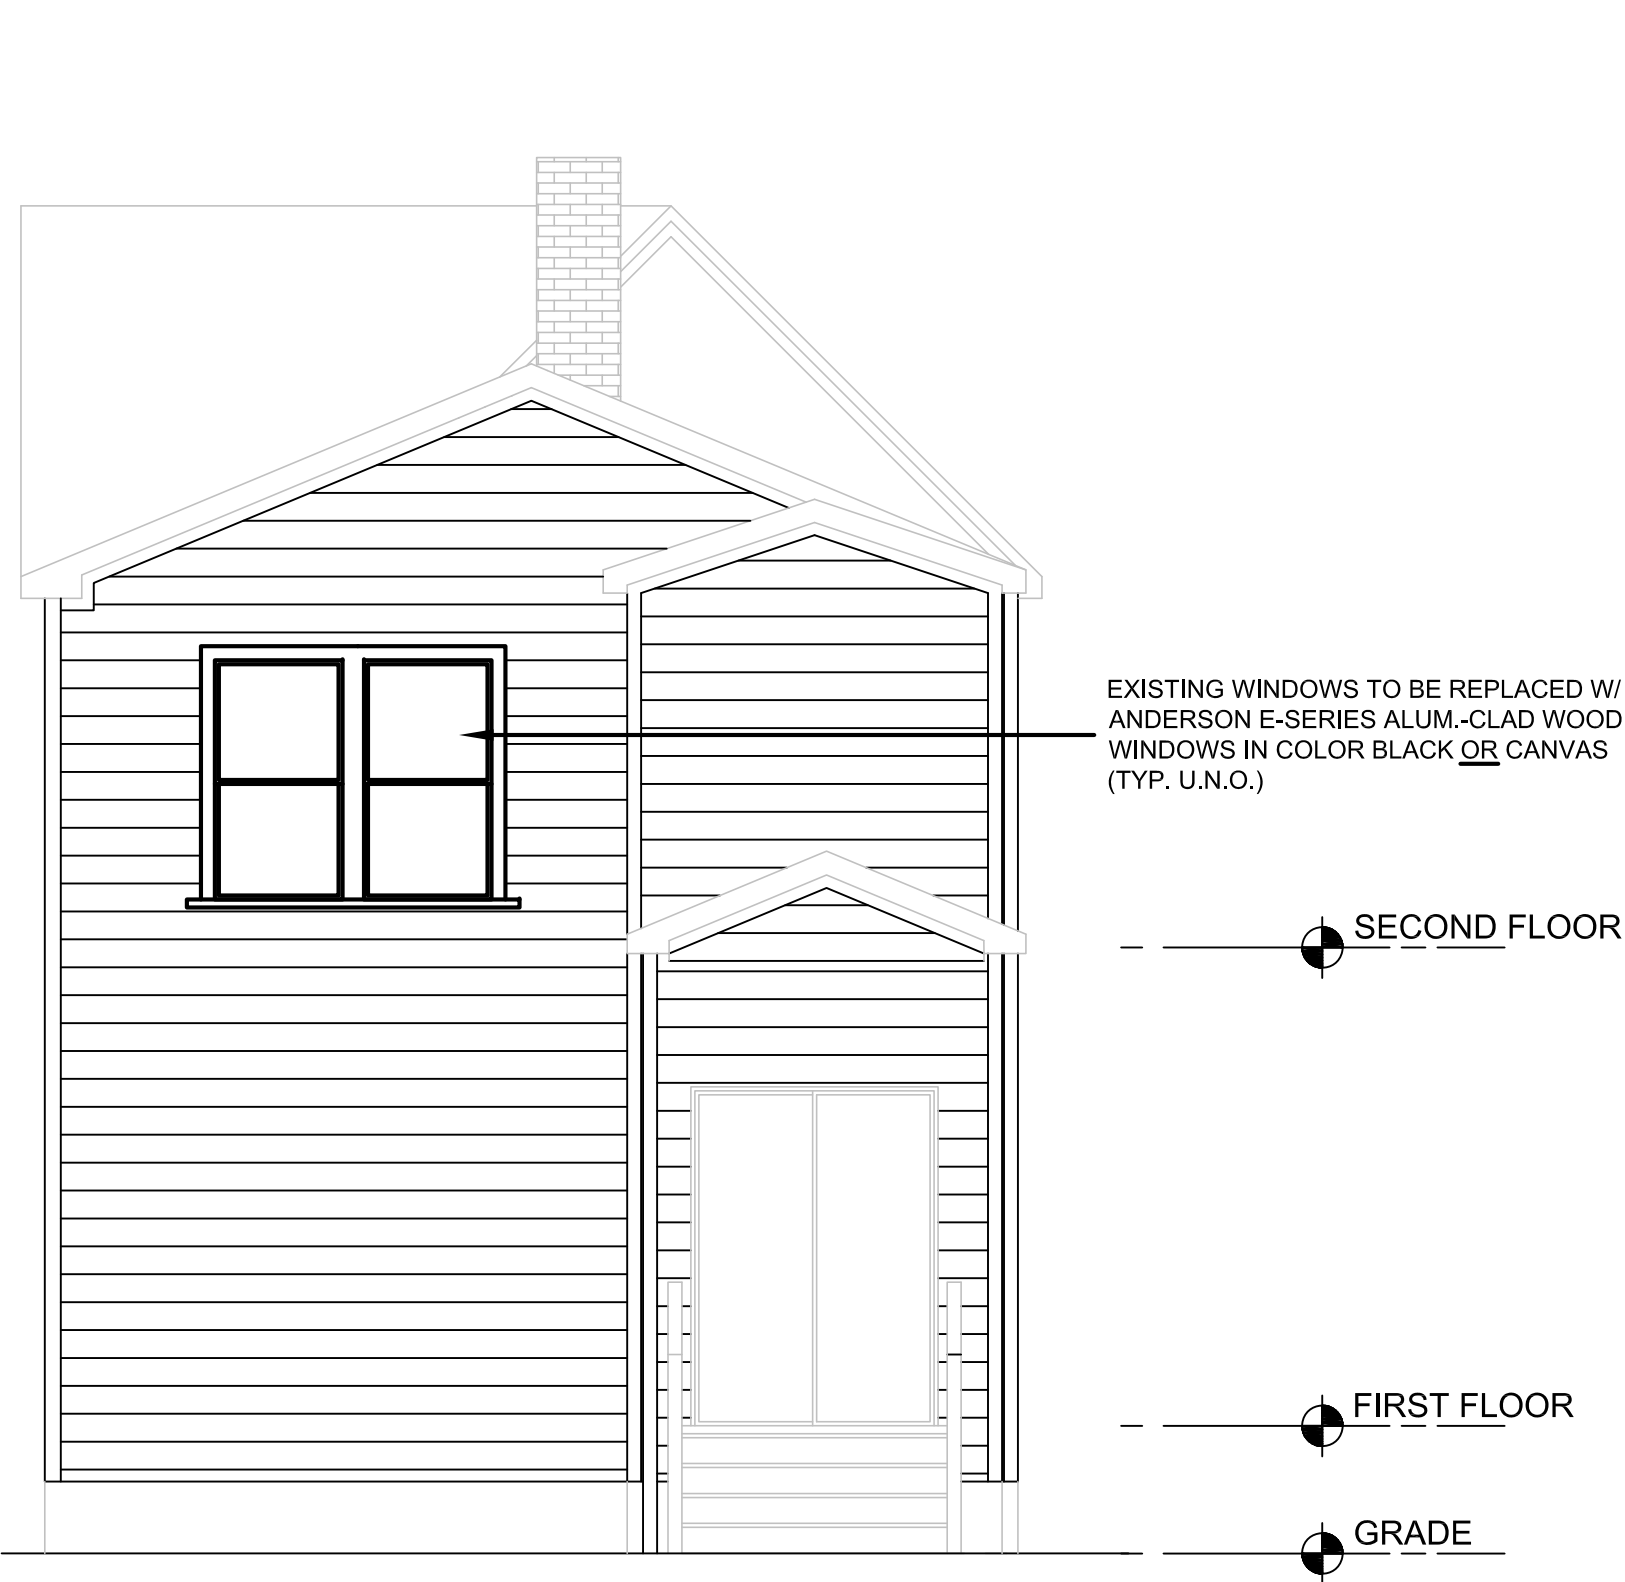 EXISTING WINDOWS TO BE REPLACED W/
ANDERSON E-SERIES ALUM.-CLAD WOOD
WINDOWS IN COLOR BLACK OR CANVAS
(TYP. U.N.O.)
SECOND FLOOR
FIRST FLOOR
GRADE